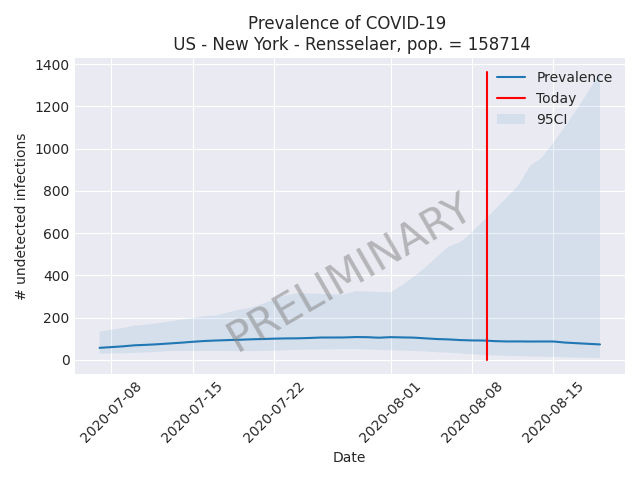 Prevalence of COVID-19
US - New York - Rensselaer, pop. = 158714
1400
1200
1000
800
600
400
200
0
# undetected infections
Prevalence
Today
95CI
PRELIMINARY
2020-07-08
2020-07-15
2020-07-22
2020-08-01
2020-08-08
2020-08-15
Date